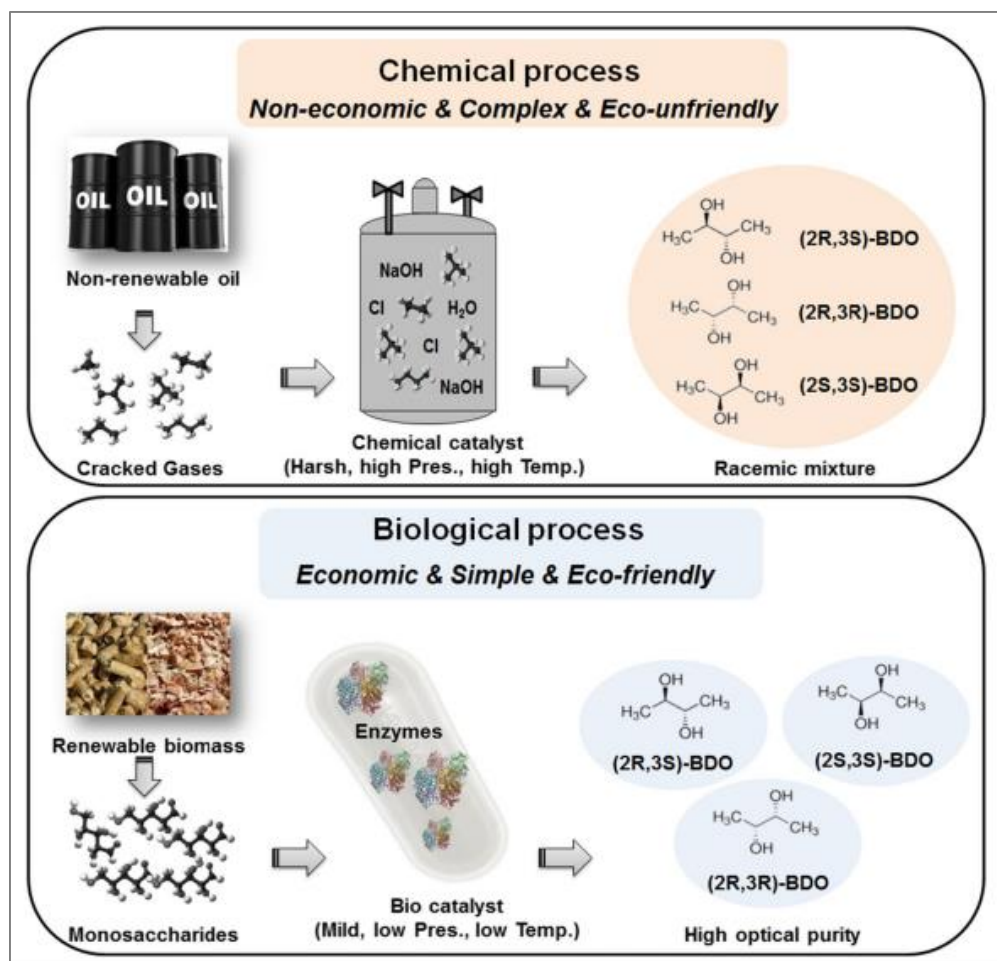 Chemical process
Non-economic & Complex & Eco-unfriendly
OIL OIL OIL
Non-renewable oil
Cracked Gases
NaOH
Cl H₂O
Cl
NaOH
Chemical catalyst
(Harsh, high Pres., high Temp.)
OH
H₃C CH₃
OH
(2R,3S)-BDO
OH
H₃C CH₃
OH
(2R,3R)-BDO
OH
H₃C CH₃
OH
(2S,3S)-BDO
Racemic mixture
Biological process
Economic & Simple & Eco-friendly
Renewable biomass
Monosaccharides
Enzymes
Bio catalyst
(Mild, low Pres., low Temp.)
OH
H₃C CH₃
OH
(2R,3S)-BDO
OH
H₃C CH₃
OH
(2S,3S)-BDO
OH
H₃C CH₃
OH
(2R,3R)-BDO
High optical purity